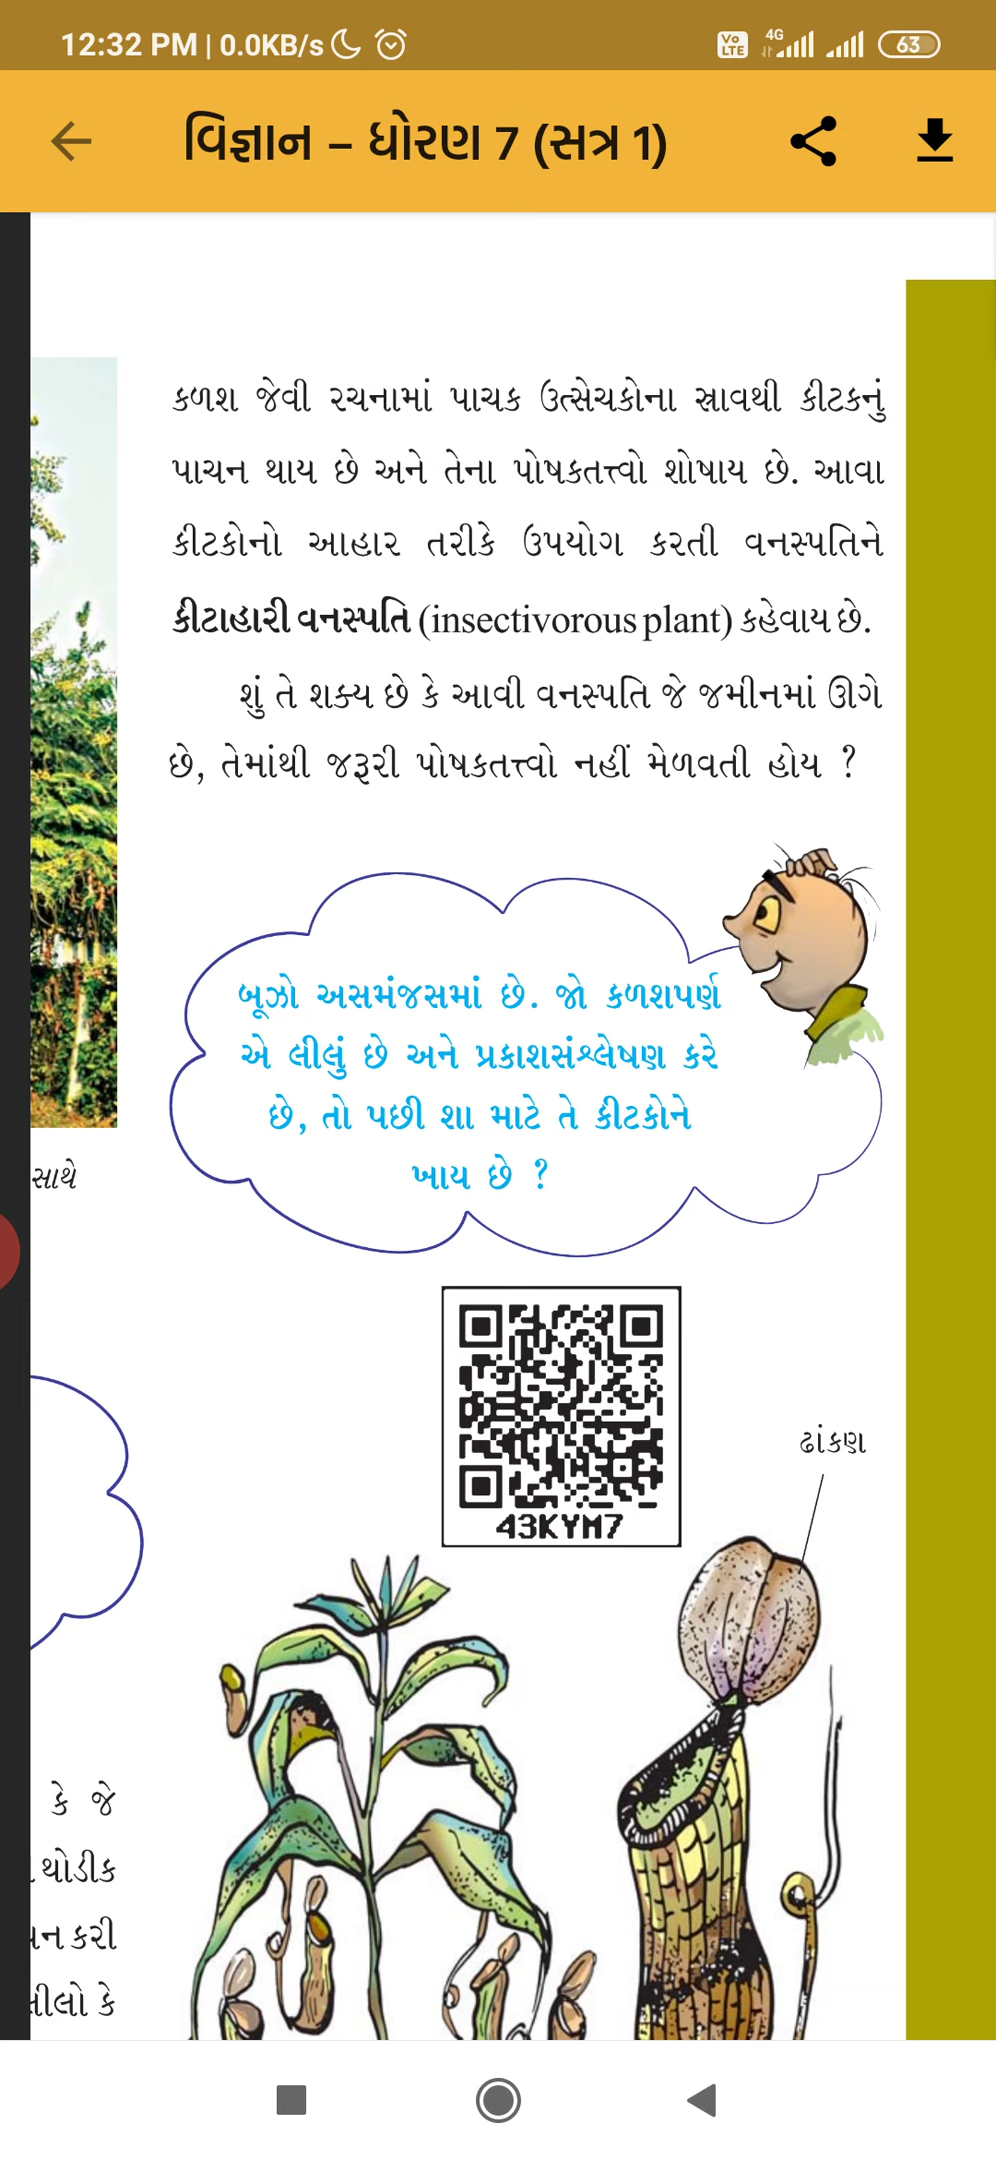 12:32 PM | 0.0KB/s
Vo LTE 4G 63
વિજ્ઞાન – ધોરણ 7 (સત્ર 1)
કળશ જેવી રચનામાં પાચક ઉત્સેચકોના સ્રાવથી કીટકનું
પાચન થાય છે અને તેના પોષકતત્ત્વો શોષાય છે. આવા
કીટકોનો આહાર તરીકે ઉપયોગ કરતી વનસ્પતિને
કીટાહારી વનસ્પતિ (insectivorous plant) કહેવાય છે.
શું તે શક્ય છે કે આવી વનસ્પતિ જે જમીનમાં ઊગે
છે, તેમાંથી જરૂરી પોષકતત્ત્વો નહીં મેળવતી હોય ?
બૂઝો અસમંજસમાં છે. જો કળશપર્ણ
એ લીલું છે અને પ્રકાશસંશ્લેષણ કરે
છે, તો પછી શા માટે તે કીટકોને
ખાય છે ?
સાથે
43KYM7
ઢાંકણ
કે જે
થોડીક
કરી
કે